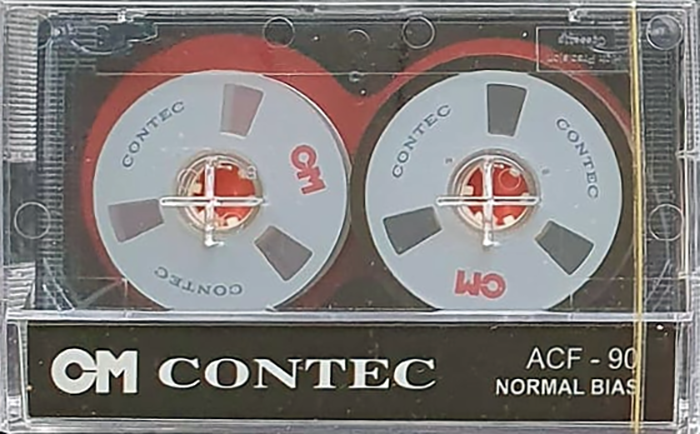 CONTEC
CM
CONTEC
CONTEC
CONTEC
CM
CM CONTEC
ACF - 90
NORMAL BIAS